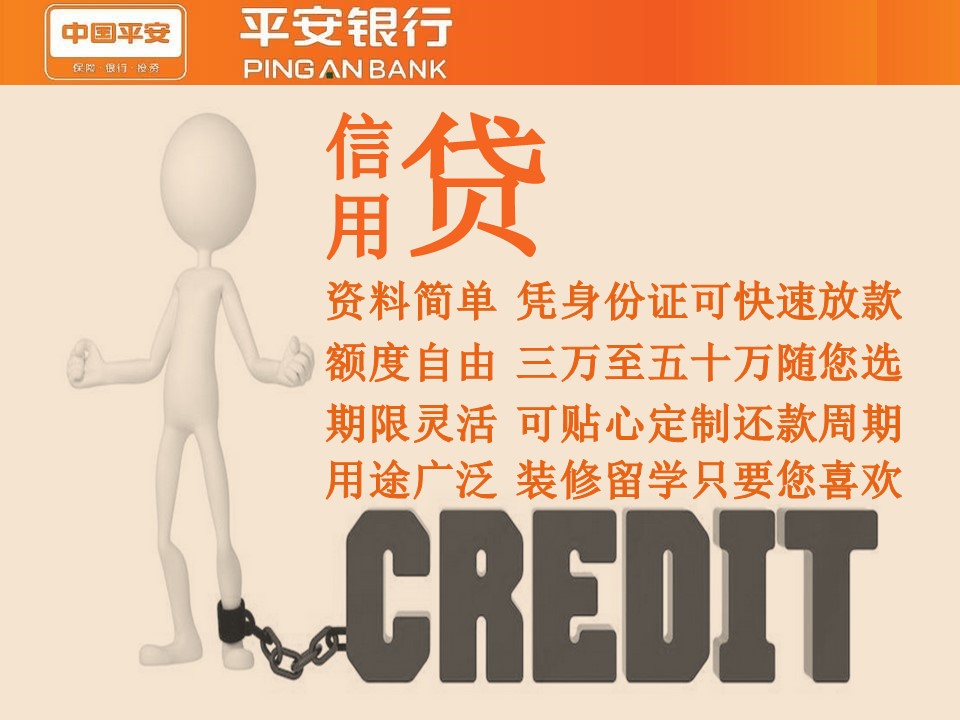 中国平安
保险·银行·投资
平安银行
PING AN BANK
信用贷
资料简单 凭身份证可快速放款
额度自由 三万至五十万随您选
期限灵活 可贴心定制还款周期
用途广泛 装修留学只要您喜欢
CREDIT